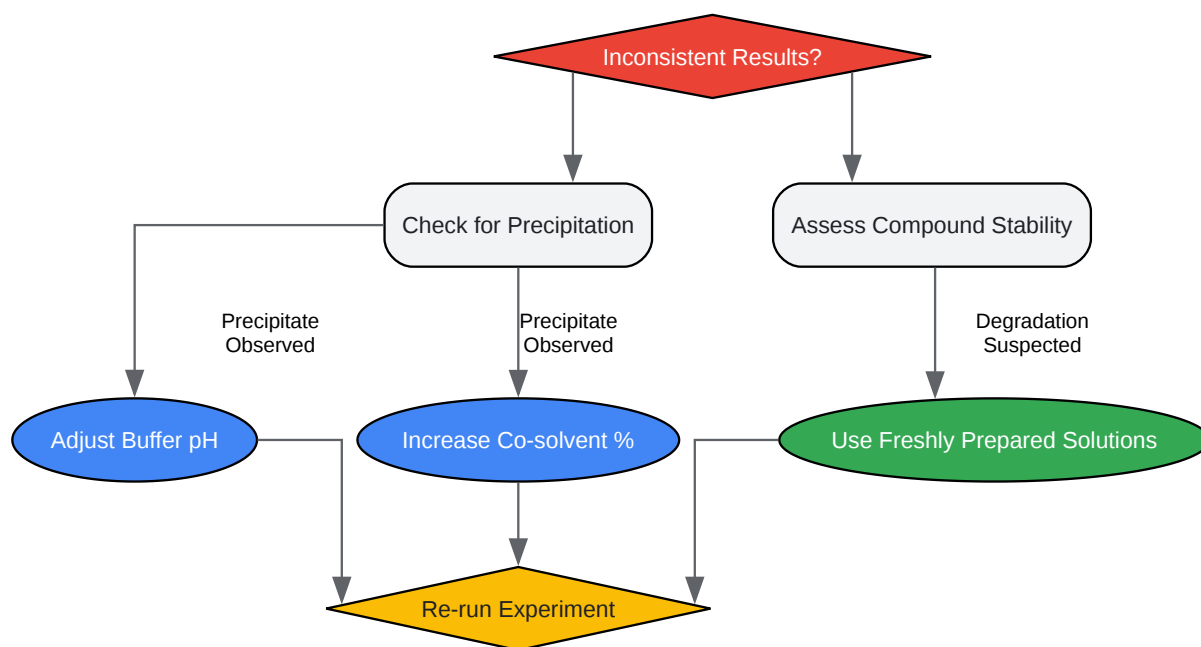 Inconsistent Results?
Check for Precipitation
Assess Compound Stability
Precipitate
Observed
Precipitate
Observed
Degradation
Suspected
Adjust Buffer pH
Increase Co-solvent %
Use Freshly Prepared Solutions
Re-run Experiment